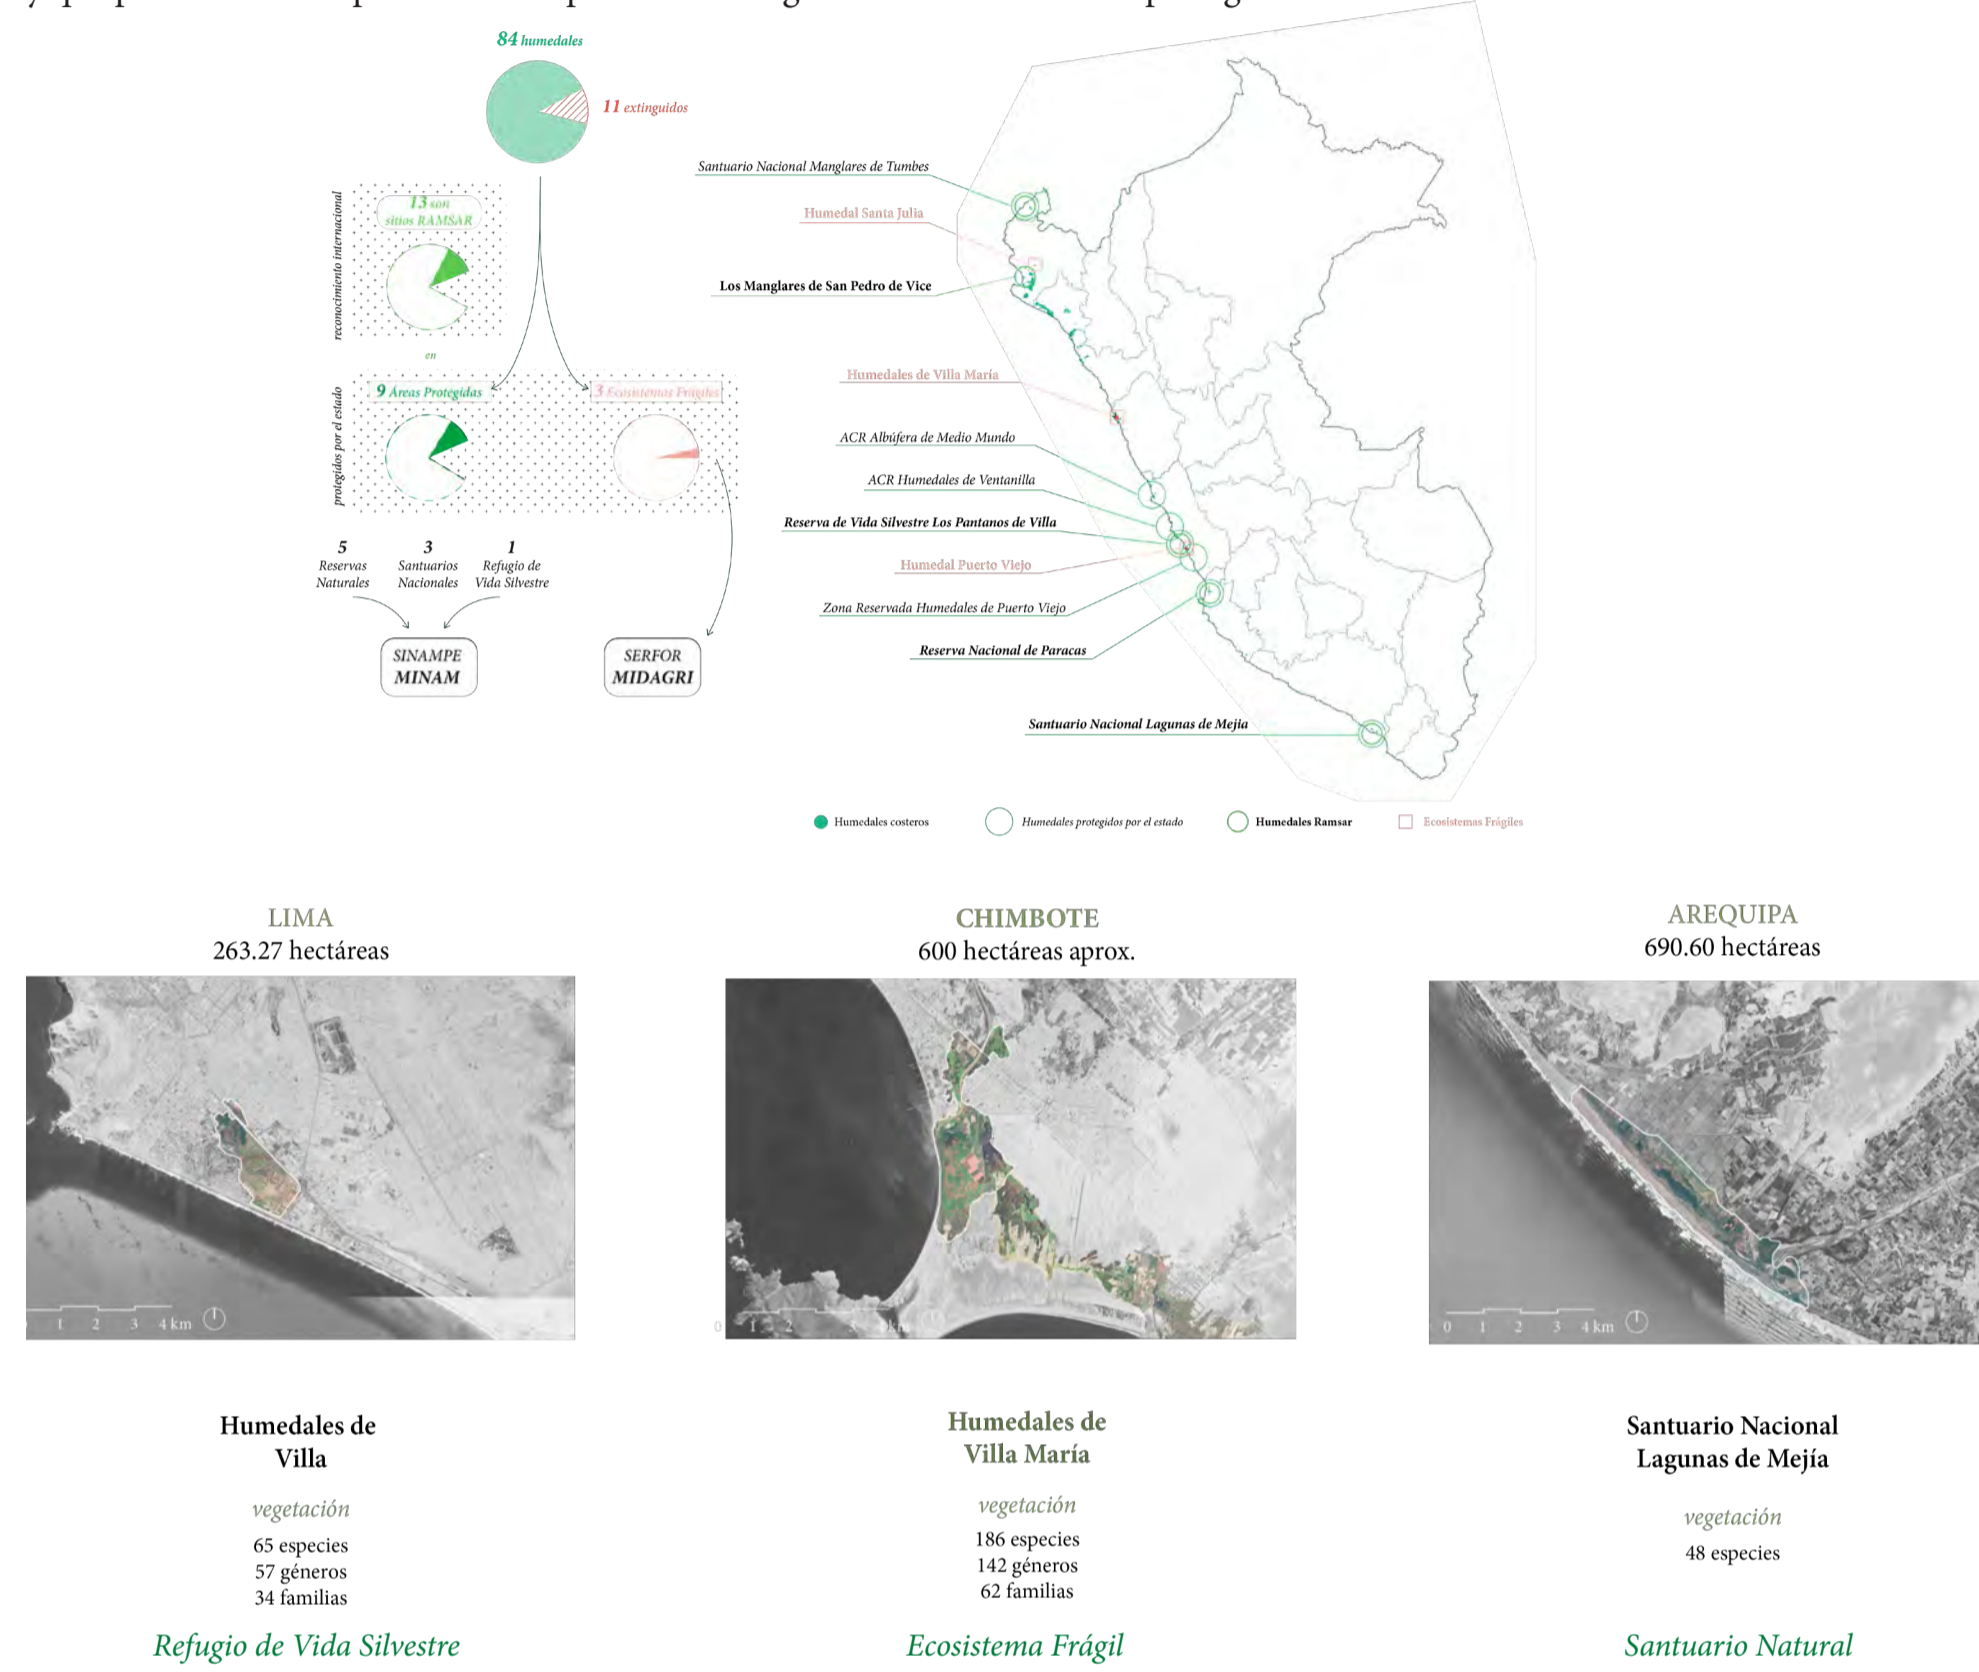 84 humedales
11 extinguidos
reconocimiento internacional
13 son
sitios RAMSAR
en
protegidos por el estado
9 Áreas Protegidas
3 Ecosistemas Frágiles
5
Reservas
Naturales
3
Santuarios
Nacionales
1
Refugio de
Vida Silvestre
SINAMPE
MINAM
SERFOR
MIDAGRI
Santuario Nacional Manglares de Tumbes
Humedal Santa Julia
Los Manglares de San Pedro de Vice
Humedales de Villa María
ACR Albúfera de Medio Mundo
ACR Humedales de Ventanilla
Reserva de Vida Silvestre Los Pantanos de Villa
Humedal Puerto Viejo
Zona Reservada Humedales de Puerto Viejo
Reserva Nacional de Paracas
Santuario Nacional Lagunas de Mejia
Humedales costeros
Humedales protegidos por el estado
Humedales Ramsar
Ecosistemas Frágiles
LIMA
263.27 hectáreas
1 2 3 4 km
Humedales de
Villa
vegetación
65 especies
57 géneros
34 familias
Refugio de Vida Silvestre
CHIMBOTE
600 hectáreas aprox.
0 1 2 3 km
Humedales de
Villa María
vegetación
186 especies
142 géneros
62 familias
Ecosistema Frágil
AREQUIPA
690.60 hectáreas
0 1 2 3 4 km
Santuario Nacional
Lagunas de Mejía
vegetación
48 especies
Santuario Natural